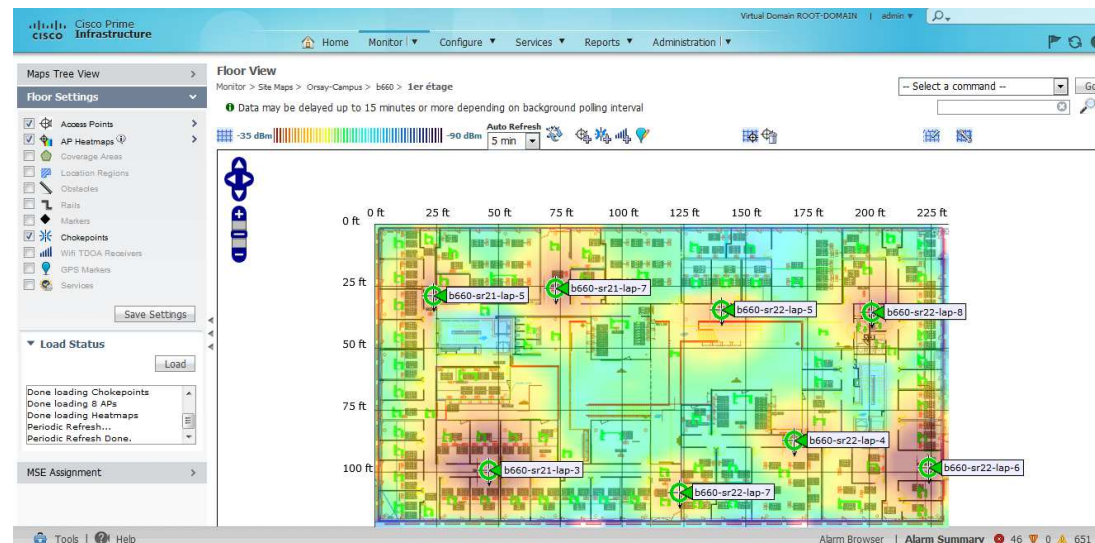 Virtual Domain ROOT-DOMAIN | admin
Cisco Prime
CISCO Infrastructure
Home Monitor Configure Services Reports Administration
Maps Tree View
Floor Settings
Access Points
AP Heatmaps
Coverage Areas
Location Regions
Obstacles
Rails
Markers
Chokepoints
Wifi TDOA Receivers
GPS Markers
Services
Save Settings
Load Status
Load
Done loading Chokepoints
Done loading 8 APs
Done loading Heatmaps
Periodic Refresh...
Periodic Refresh Done.
MSE Assignment
Floor View
Monitor > Site Maps > Orsay-Campus > b660 > 1er étage
-- Select a command --
Go
Data may be delayed up to 15 minutes or more depending on background polling interval
-35 dBm -90 dBm
Auto Refresh
5 min
0 ft 25 ft 50 ft 75 ft 100 ft 125 ft 150 ft 175 ft 200 ft 225 ft
0 ft
25 ft
50 ft
75 ft
100 ft
b660-sr21-lap-5
b660-sr21-lap-7
b660-sr22-lap-5
b660-sr22-lap-8
b660-sr22-lap-4
b660-sr21-lap-3
b660-sr22-lap-6
b660-sr22-lap-7
Tools | Help
Alarm Browser | Alarm Summary 46 0 651